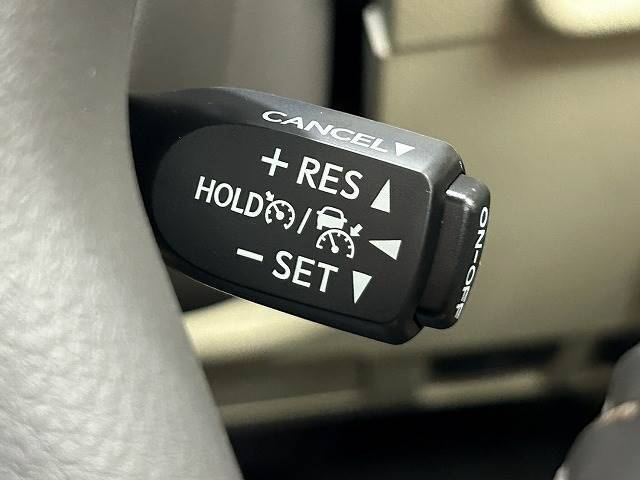 CANCEL▼
+ RES ▲
HOLD / ◀
− SET ▼
ON-OFF